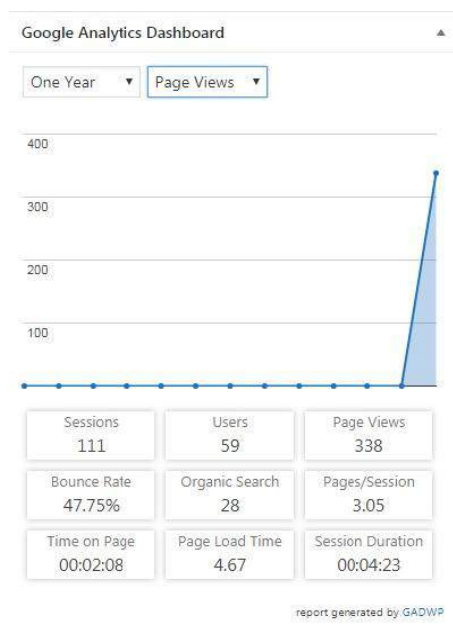 Google Analytics Dashboard
One Year Page Views
400
300
200
100
Sessions Users Page Views
111 59 338
Bounce Rate Organic Search Pages/Session
47.75% 28 3.05
Time on Page Page Load Time Session Duration
00:02:08 4.67 00:04:23
report generated by GADWP